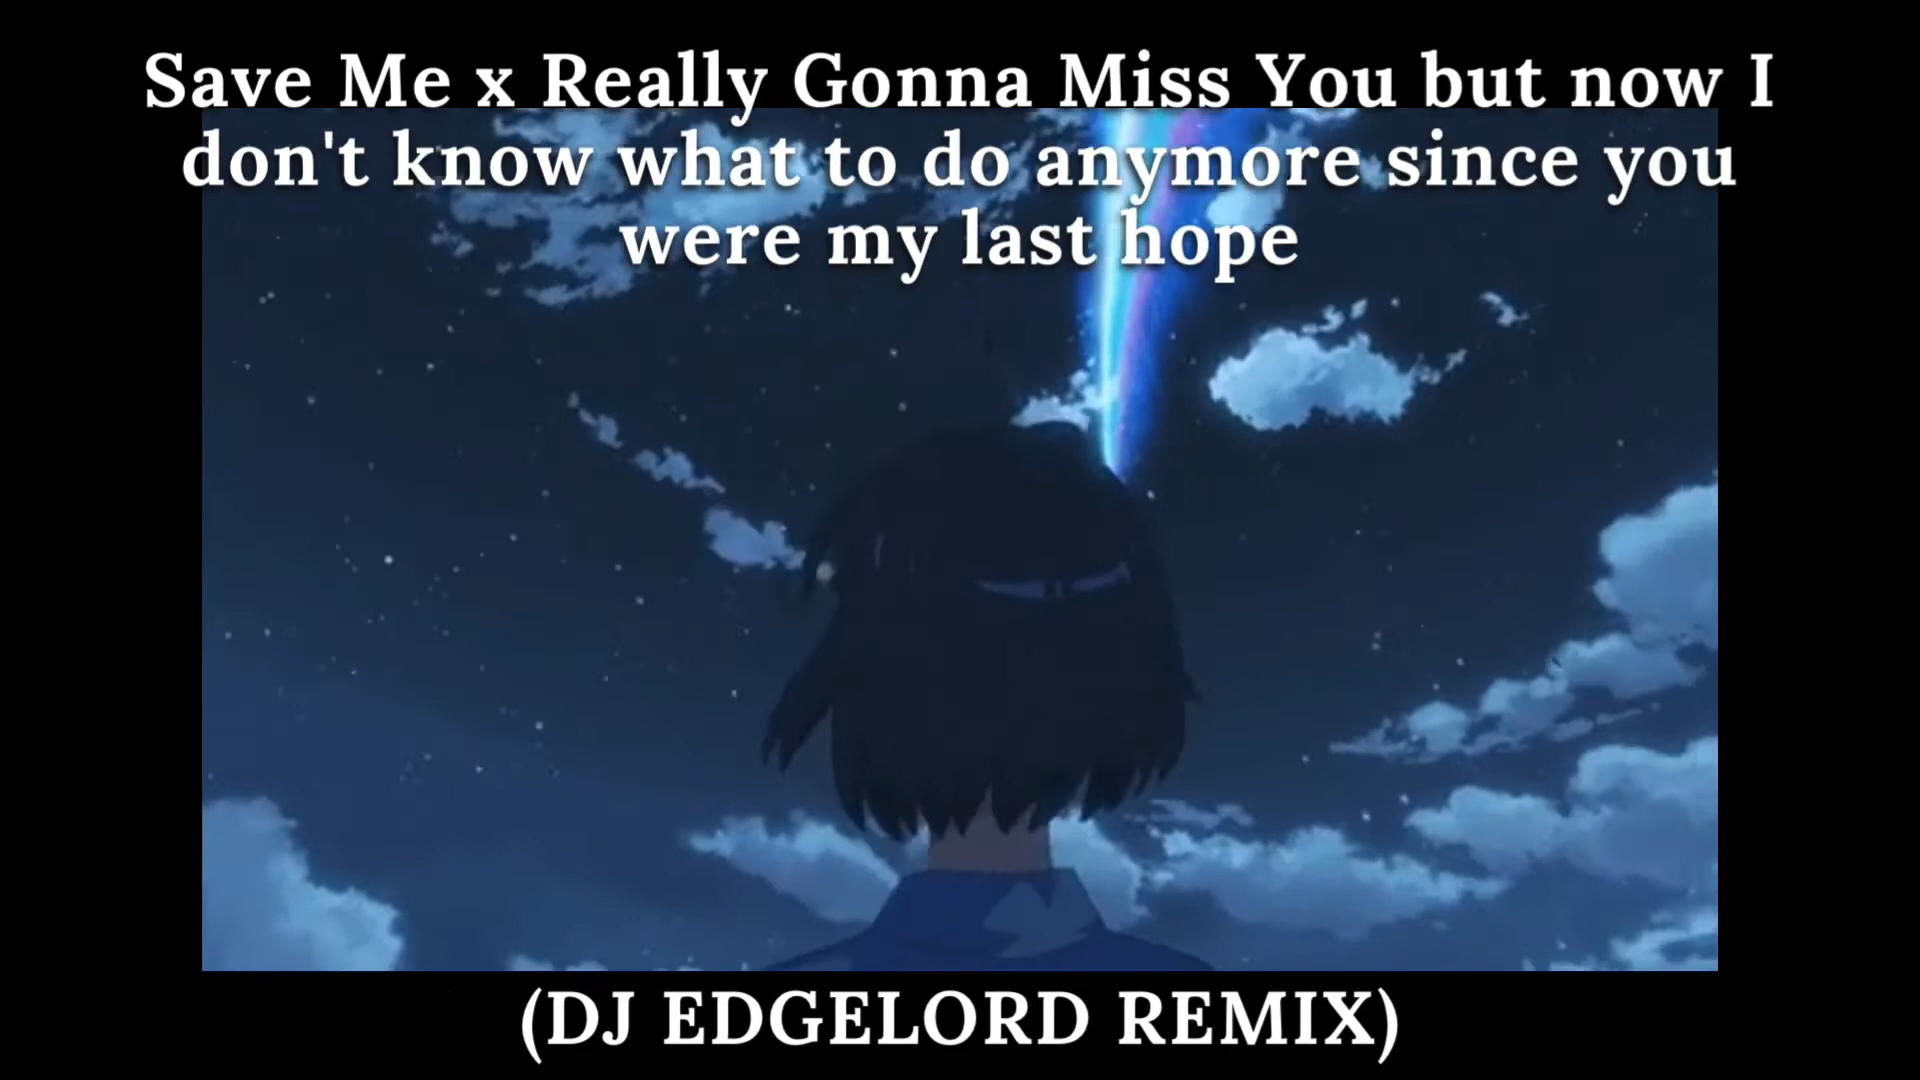 Save Me x Really Gonna Miss You but now I
don't know what to do anymore since you
were my last hope
(DJ EDGELORD REMIX)